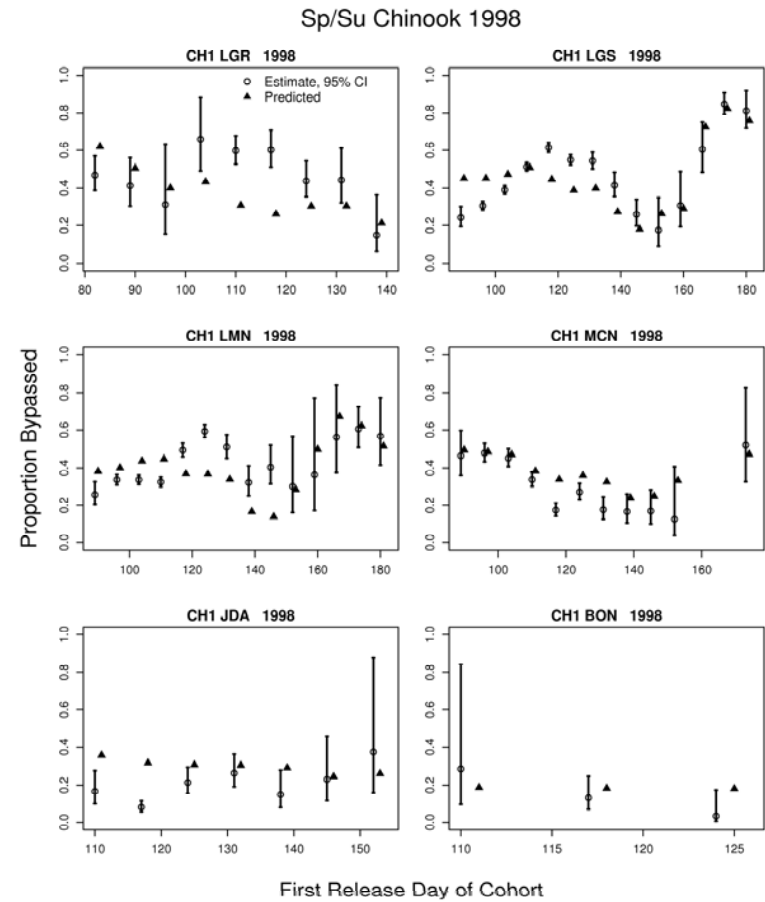 Sp/Su Chinook 1998
CH1 LGR 1998
Estimate, 95% CI
Predicted
0.0 0.2 0.4 0.6 0.8 1.0
80 90 100 110 120 130 140
CH1 LGS 1998
0.0 0.2 0.4 0.6 0.8 1.0
100 120 140 160 180
CH1 LMN 1998
0.0 0.2 0.4 0.6 0.8 1.0
100 120 140 160 180
CH1 MCN 1998
0.0 0.2 0.4 0.6 0.8 1.0
100 120 140 160
Proportion Bypassed
CH1 JDA 1998
0.0 0.2 0.4 0.6 0.8 1.0
110 120 130 140 150
CH1 BON 1998
0.0 0.2 0.4 0.6 0.8 1.0
110 115 120 125
First Release Day of Cohort